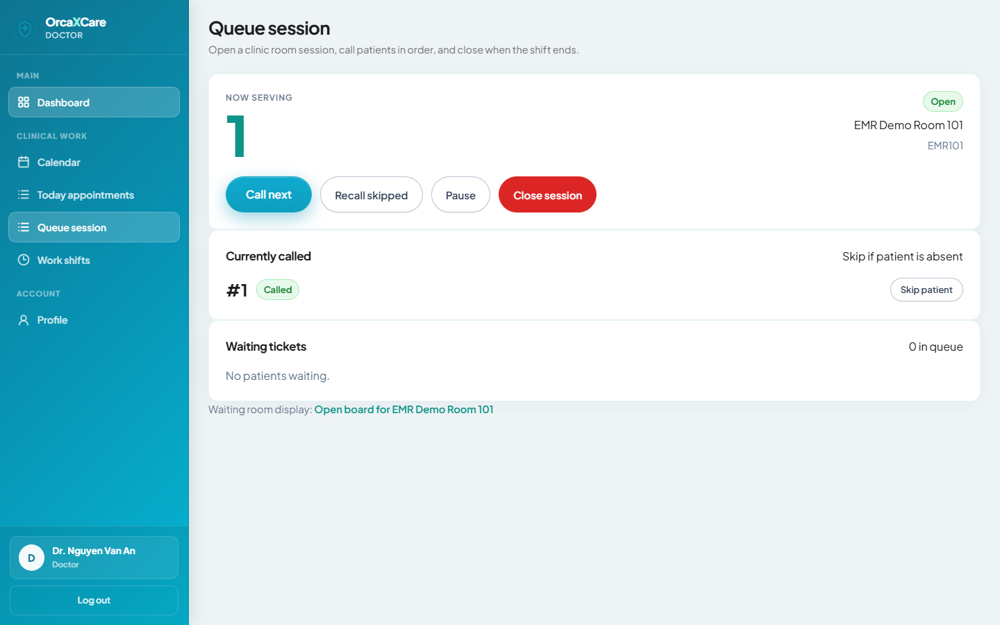 OrcaXCare
DOCTOR
MAIN
Dashboard
CLINICAL WORK
Calendar
Today appointments
Queue session
Work shifts
ACCOUNT
Profile
D
Dr. Nguyen Van An
Doctor
Log out
Queue session
Open a clinic room session, call patients in order, and close when the shift ends.
NOW SERVING
1
Open
EMR Demo Room 101
EMR101
Call next
Recall skipped
Pause
Close session
Currently called
Skip if patient is absent
#1
Called
Skip patient
Waiting tickets
0 in queue
No patients waiting.
Waiting room display: Open board for EMR Demo Room 101